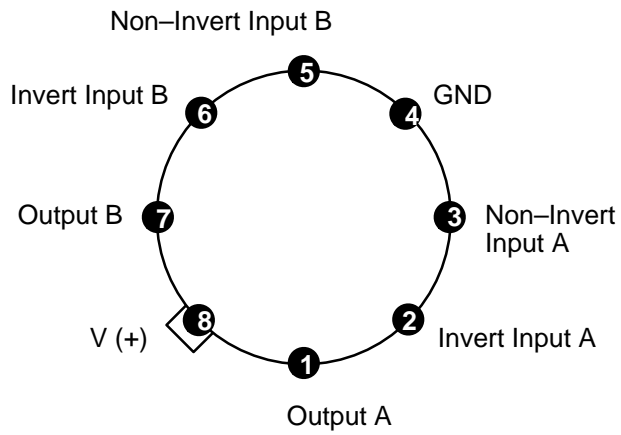 Non–Invert Input B
5
Invert Input B
6
4
GND
Output B
7
3
Non–Invert
Input A
V (+)
8
2
Invert Input A
1
Output A